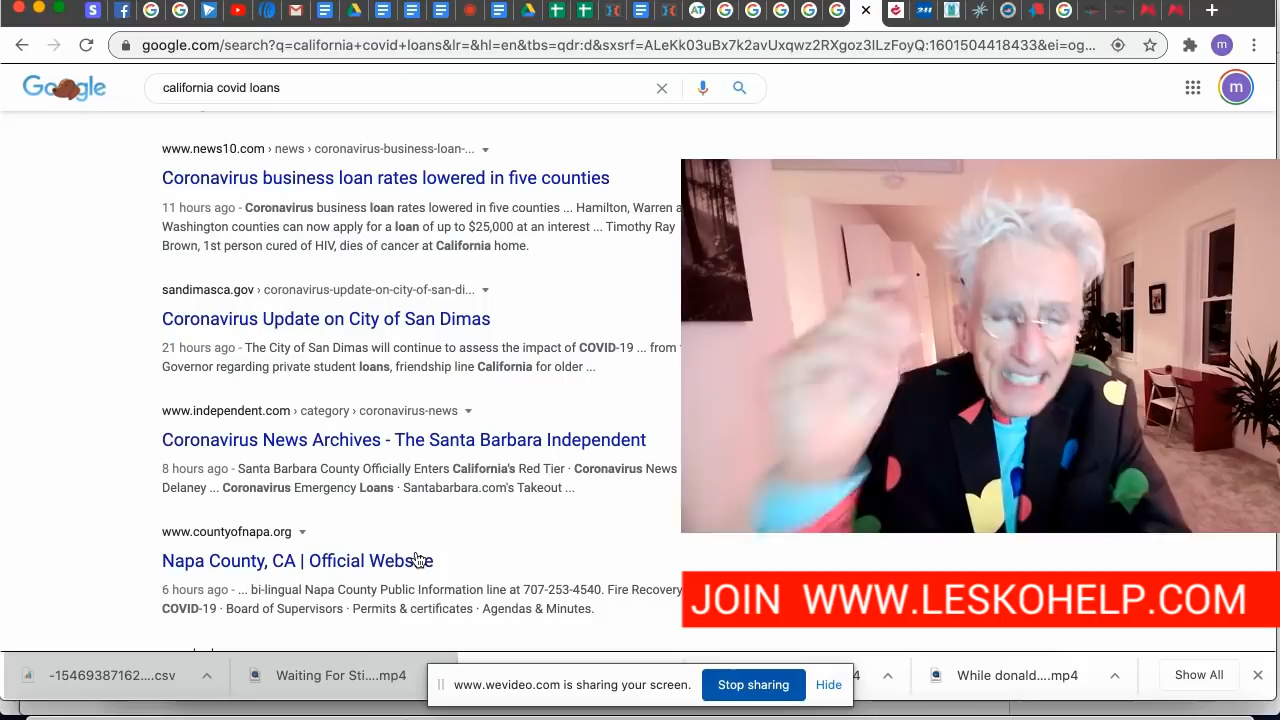 google.com/search?q=california+covid+loans&lr=&hl=en&tbs=qdr:d&sxsrf=ALeKk03uBx7k2avUxqwz2RXgoz3lLzFoyQ:1601504418433&ei=og...
m
Google
california covid loans
m
www.news10.com › news › coronavirus-business-loan-...
Coronavirus business loan rates lowered in five counties
11 hours ago - Coronavirus business loan rates lowered in five counties ... Hamilton, Warren a
Washington counties can now apply for a loan of up to $25,000 at an interest ... Timothy Ray
Brown, 1st person cured of HIV, dies of cancer at California home.
sandimasca.gov › coronavirus-update-on-city-of-san-di...
Coronavirus Update on City of San Dimas
21 hours ago - The City of San Dimas will continue to assess the impact of COVID-19 ... from
Governor regarding private student loans, friendship line California for older ...
www.independent.com › category › coronavirus-news
Coronavirus News Archives - The Santa Barbara Independent
8 hours ago - Santa Barbara County Officially Enters California's Red Tier · Coronavirus News
Delaney ... Coronavirus Emergency Loans · Santabarbara.com's Takeout ...
www.countyofnapa.org
Napa County, CA | Official Website
6 hours ago - ... bi-lingual Napa County Public Information line at 707-253-4540. Fire Recovery
COVID-19 · Board of Supervisors · Permits & certificates · Agendas & Minutes.
JOIN WWW.LESKOHELP.COM
-15469387162....csv
Waiting For Sti....mp4
www.wevideo.com is sharing your screen.
Stop sharing
Hide
4
While donald....mp4
Show All